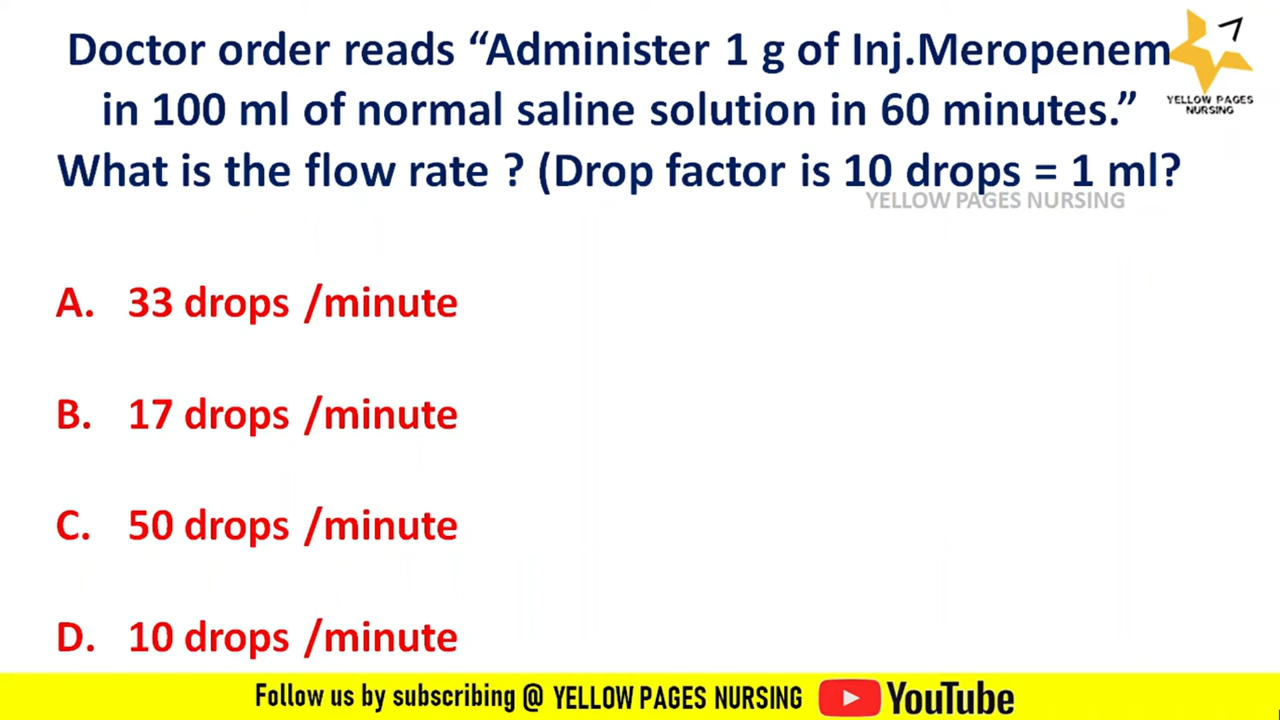 Doctor order reads “Administer 1 g of Inj.Meropenem
in 100 ml of normal saline solution in 60 minutes.”
What is the flow rate ? (Drop factor is 10 drops = 1 ml?
YELLOW PAGES
NURSING
YELLOW PAGES NURSING
A. 33 drops /minute
B. 17 drops /minute
C. 50 drops /minute
D. 10 drops /minute
Follow us by subscribing @ YELLOW PAGES NURSING YouTube